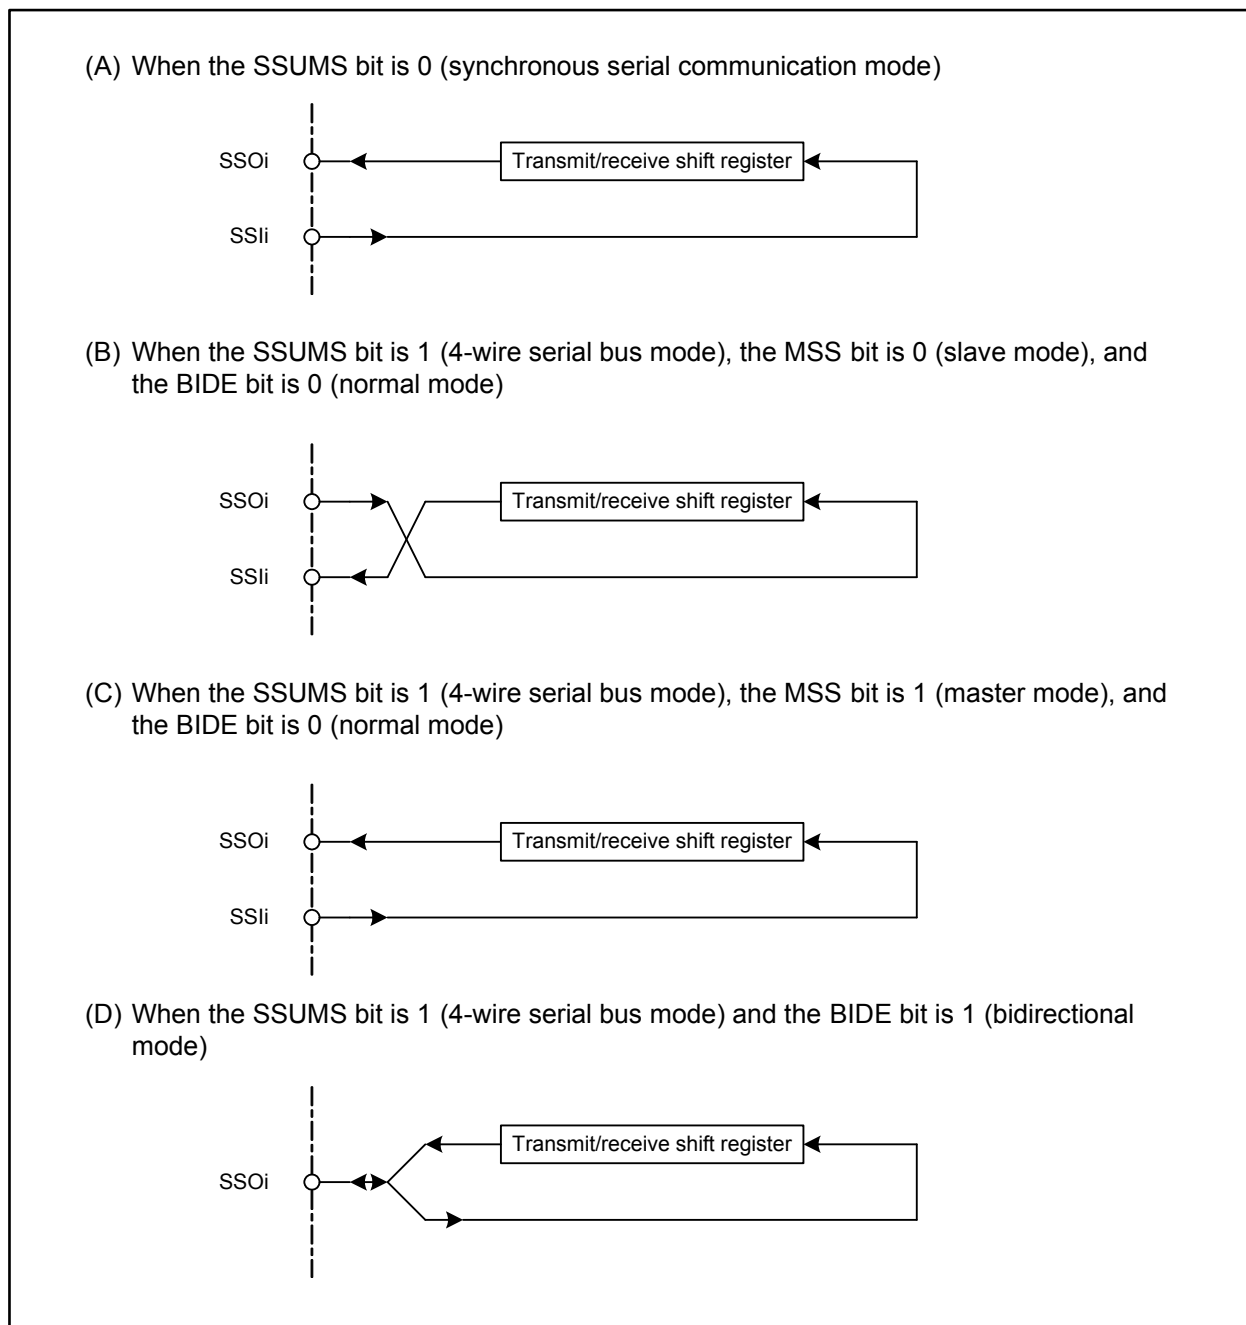 (A) When the SSUMS bit is 0 (synchronous serial communication mode)
SSOi
Transmit/receive shift register
SSIi
(B) When the SSUMS bit is 1 (4-wire serial bus mode), the MSS bit is 0 (slave mode), and
the BIDE bit is 0 (normal mode)
SSOi
Transmit/receive shift register
SSIi
(C) When the SSUMS bit is 1 (4-wire serial bus mode), the MSS bit is 1 (master mode), and
the BIDE bit is 0 (normal mode)
SSOi
Transmit/receive shift register
SSIi
(D) When the SSUMS bit is 1 (4-wire serial bus mode) and the BIDE bit is 1 (bidirectional
mode)
Transmit/receive shift register
SSOi